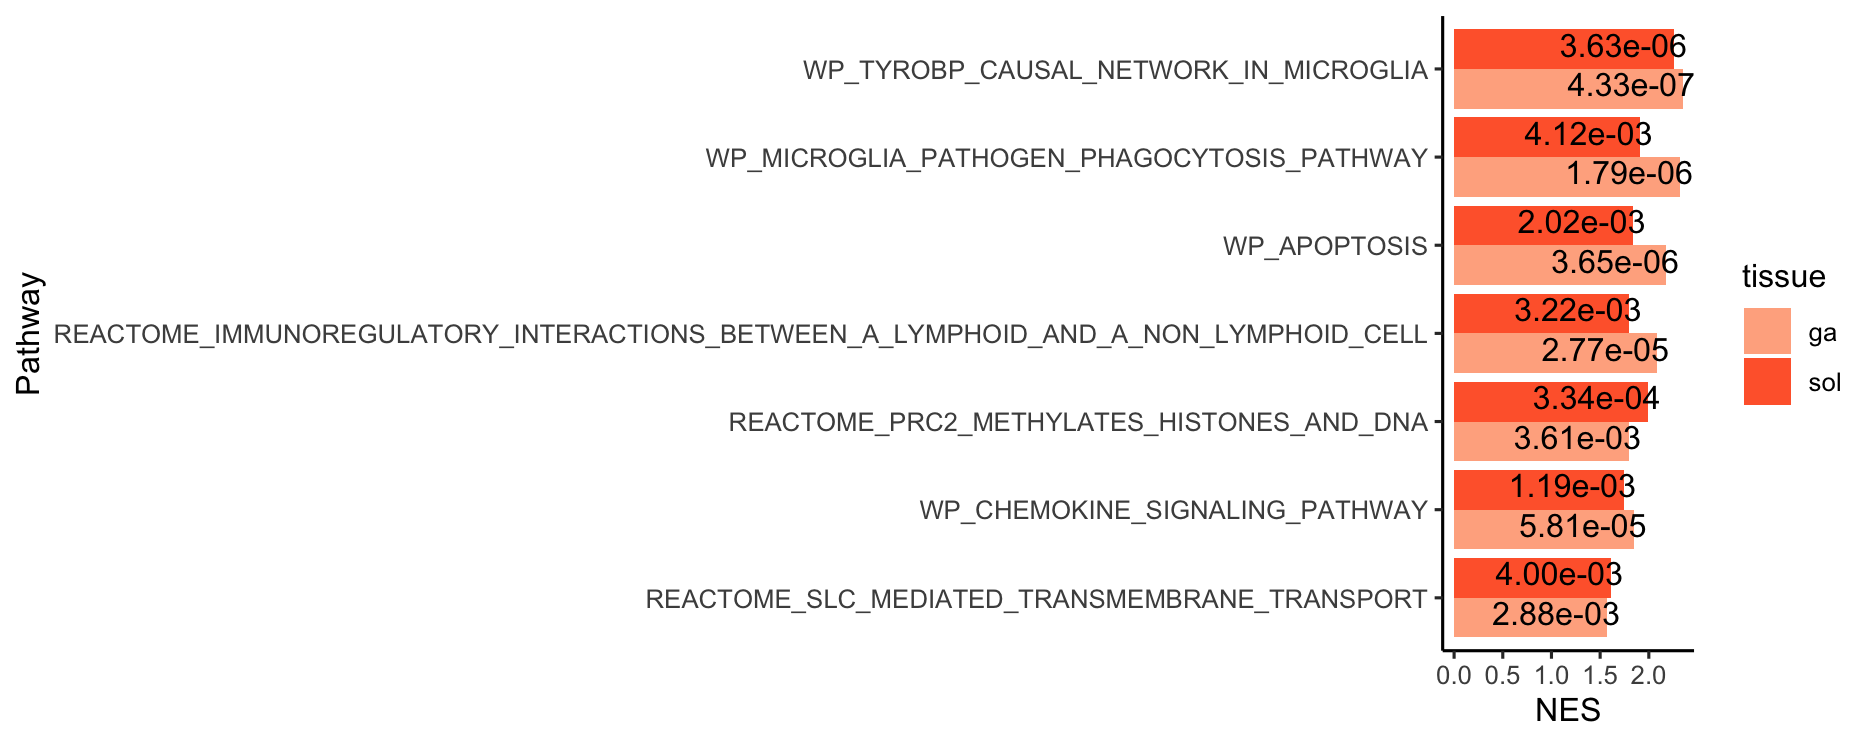 Pathway
WP_TYROBP_CAUSAL_NETWORK_IN_MICROGLIA
3.63e-06
4.33e-07
WP_MICROGLIA_PATHOGEN_PHAGOCYTOSIS_PATHWAY
4.12e-03
1.79e-06
WP_APOPTOSIS
2.02e-03
3.65e-06
REACTOME_IMMUNOREGULATORY_INTERACTIONS_BETWEEN_A_LYMPHOID_AND_A_NON_LYMPHOID_CELL
3.22e-03
2.77e-05
REACTOME_PRC2_METHYLATES_HISTONES_AND_DNA
3.34e-04
3.61e-03
WP_CHEMOKINE_SIGNALING_PATHWAY
1.19e-03
5.81e-05
REACTOME_SLC_MEDIATED_TRANSMEMBRANE_TRANSPORT
4.00e-03
2.88e-03
0.0 0.5 1.0 1.5 2.0
NES
tissue
ga
sol